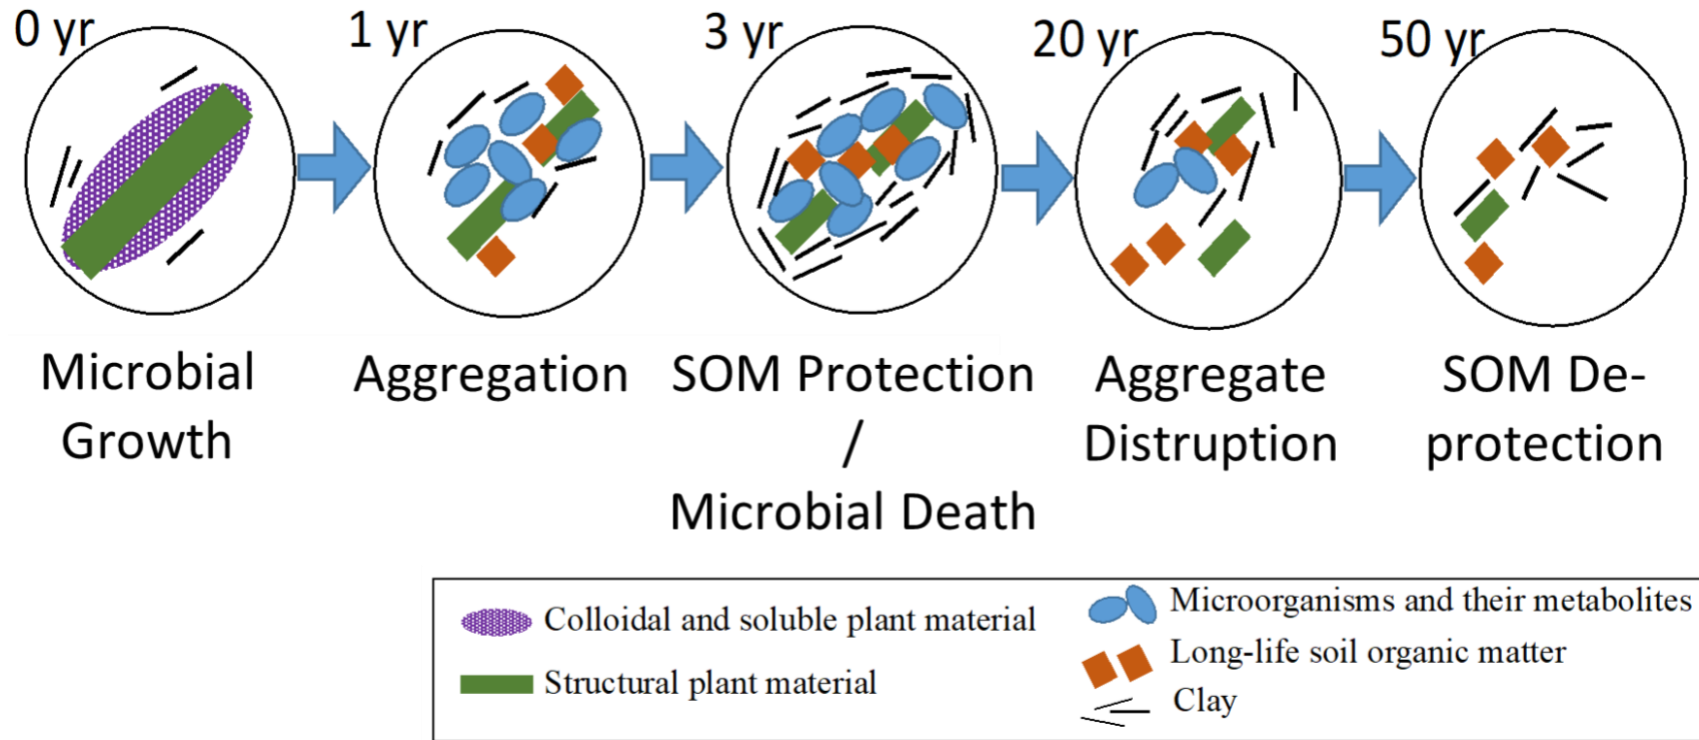 0 yr
1 yr
3 yr
20 yr
50 yr
Microbial
Growth
Aggregation
SOM Protection
/
Microbial Death
Aggregate
Distruption
SOM De-
protection
Colloidal and soluble plant material
Structural plant material
Microorganisms and their metabolites
Long-life soil organic matter
Clay